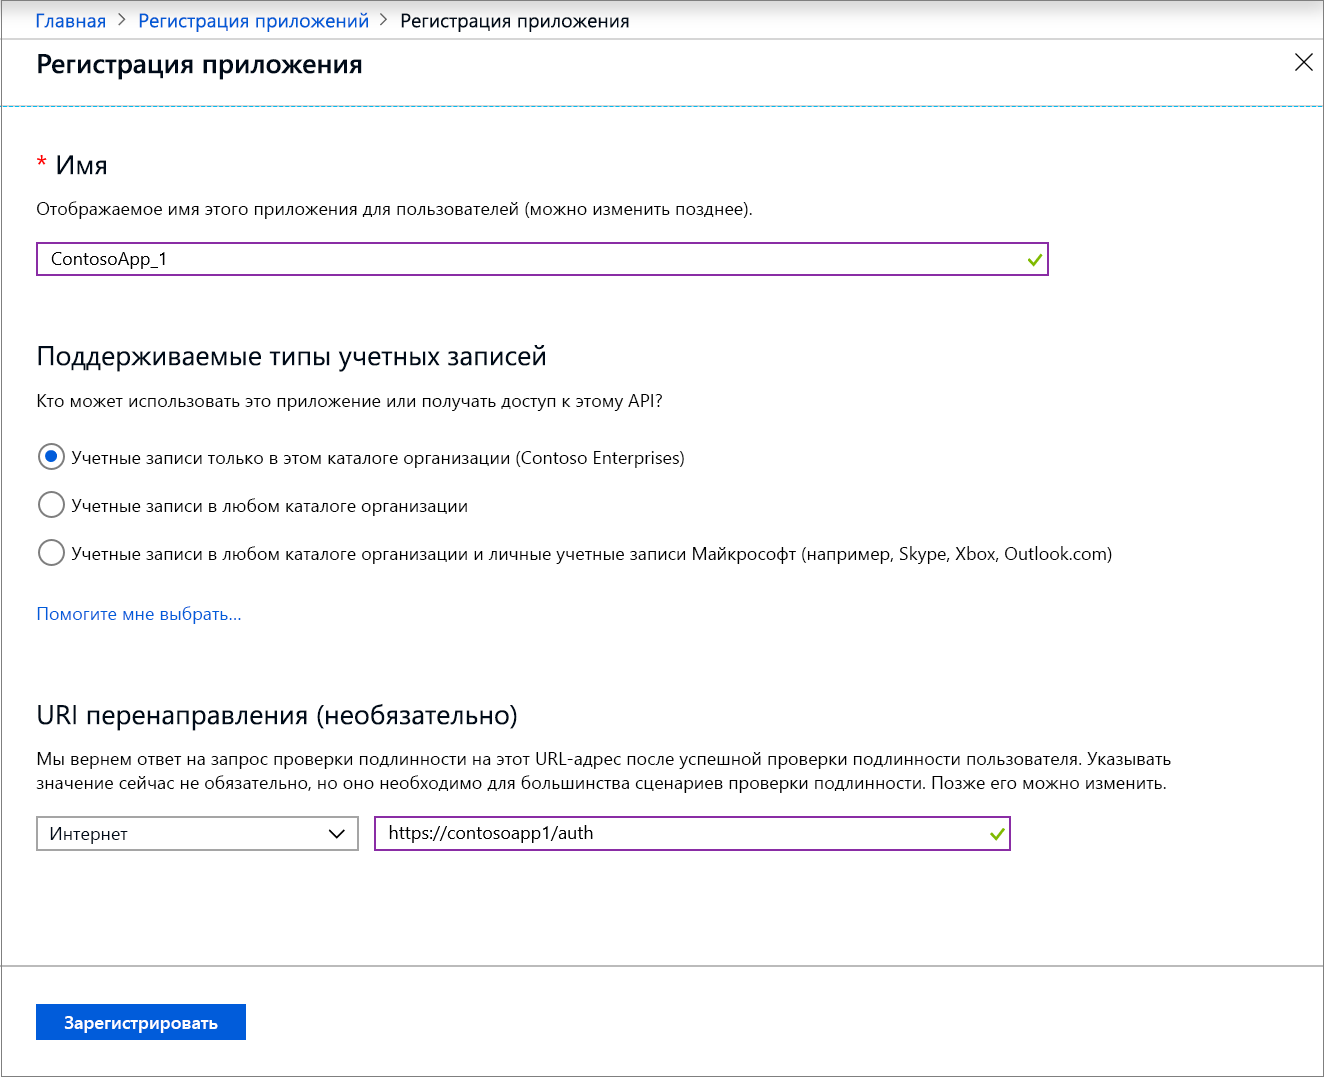 Главная > Регистрация приложений > Регистрация приложения
Регистрация приложения
* Имя
Отображаемое имя этого приложения для пользователей (можно изменить позднее).
ContosoApp_1
Поддерживаемые типы учетных записей
Кто может использовать это приложение или получать доступ к этому API?
Учетные записи только в этом каталоге организации (Contoso Enterprises)
Учетные записи в любом каталоге организации
Учетные записи в любом каталоге организации и личные учетные записи Майкрософт (например, Skype, Xbox, Outlook.com)
Помогите мне выбрать...
URI перенаправления (необязательно)
Мы вернем ответ на запрос проверки подлинности на этот URL-адрес после успешной проверки подлинности пользователя. Указывать
значение сейчас не обязательно, но оно необходимо для большинства сценариев проверки подлинности. Позже его можно изменить.
Интернет
https://contosoapp1/auth
Зарегистрировать